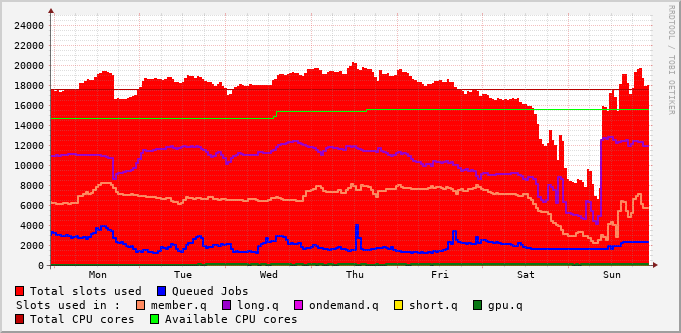 RRDTOOL / TOBI OETIKER
24000
22000
20000
18000
16000
14000
12000
10000
8000
6000
4000
2000
0
Mon Tue Wed Thu Fri Sat Sun
Total slots used Queued Jobs
Slots used in : member.q long.q ondemand.q short.q gpu.q
Total CPU cores Available CPU cores